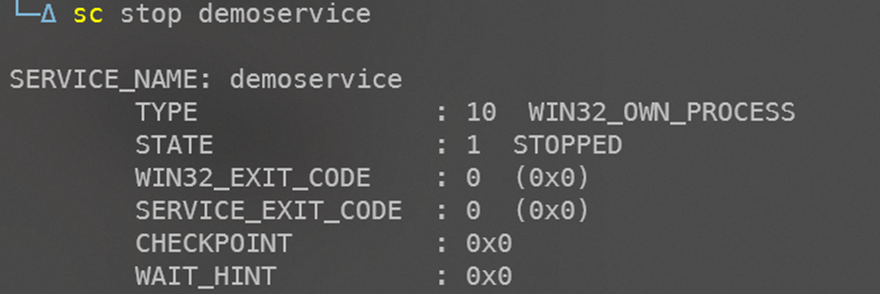 └─Δ sc stop demoservice
SERVICE_NAME: demoservice
        TYPE               : 10  WIN32_OWN_PROCESS
        STATE              : 1  STOPPED
        WIN32_EXIT_CODE    : 0  (0x0)
        SERVICE_EXIT_CODE  : 0  (0x0)
        CHECKPOINT         : 0x0
        WAIT_HINT          : 0x0